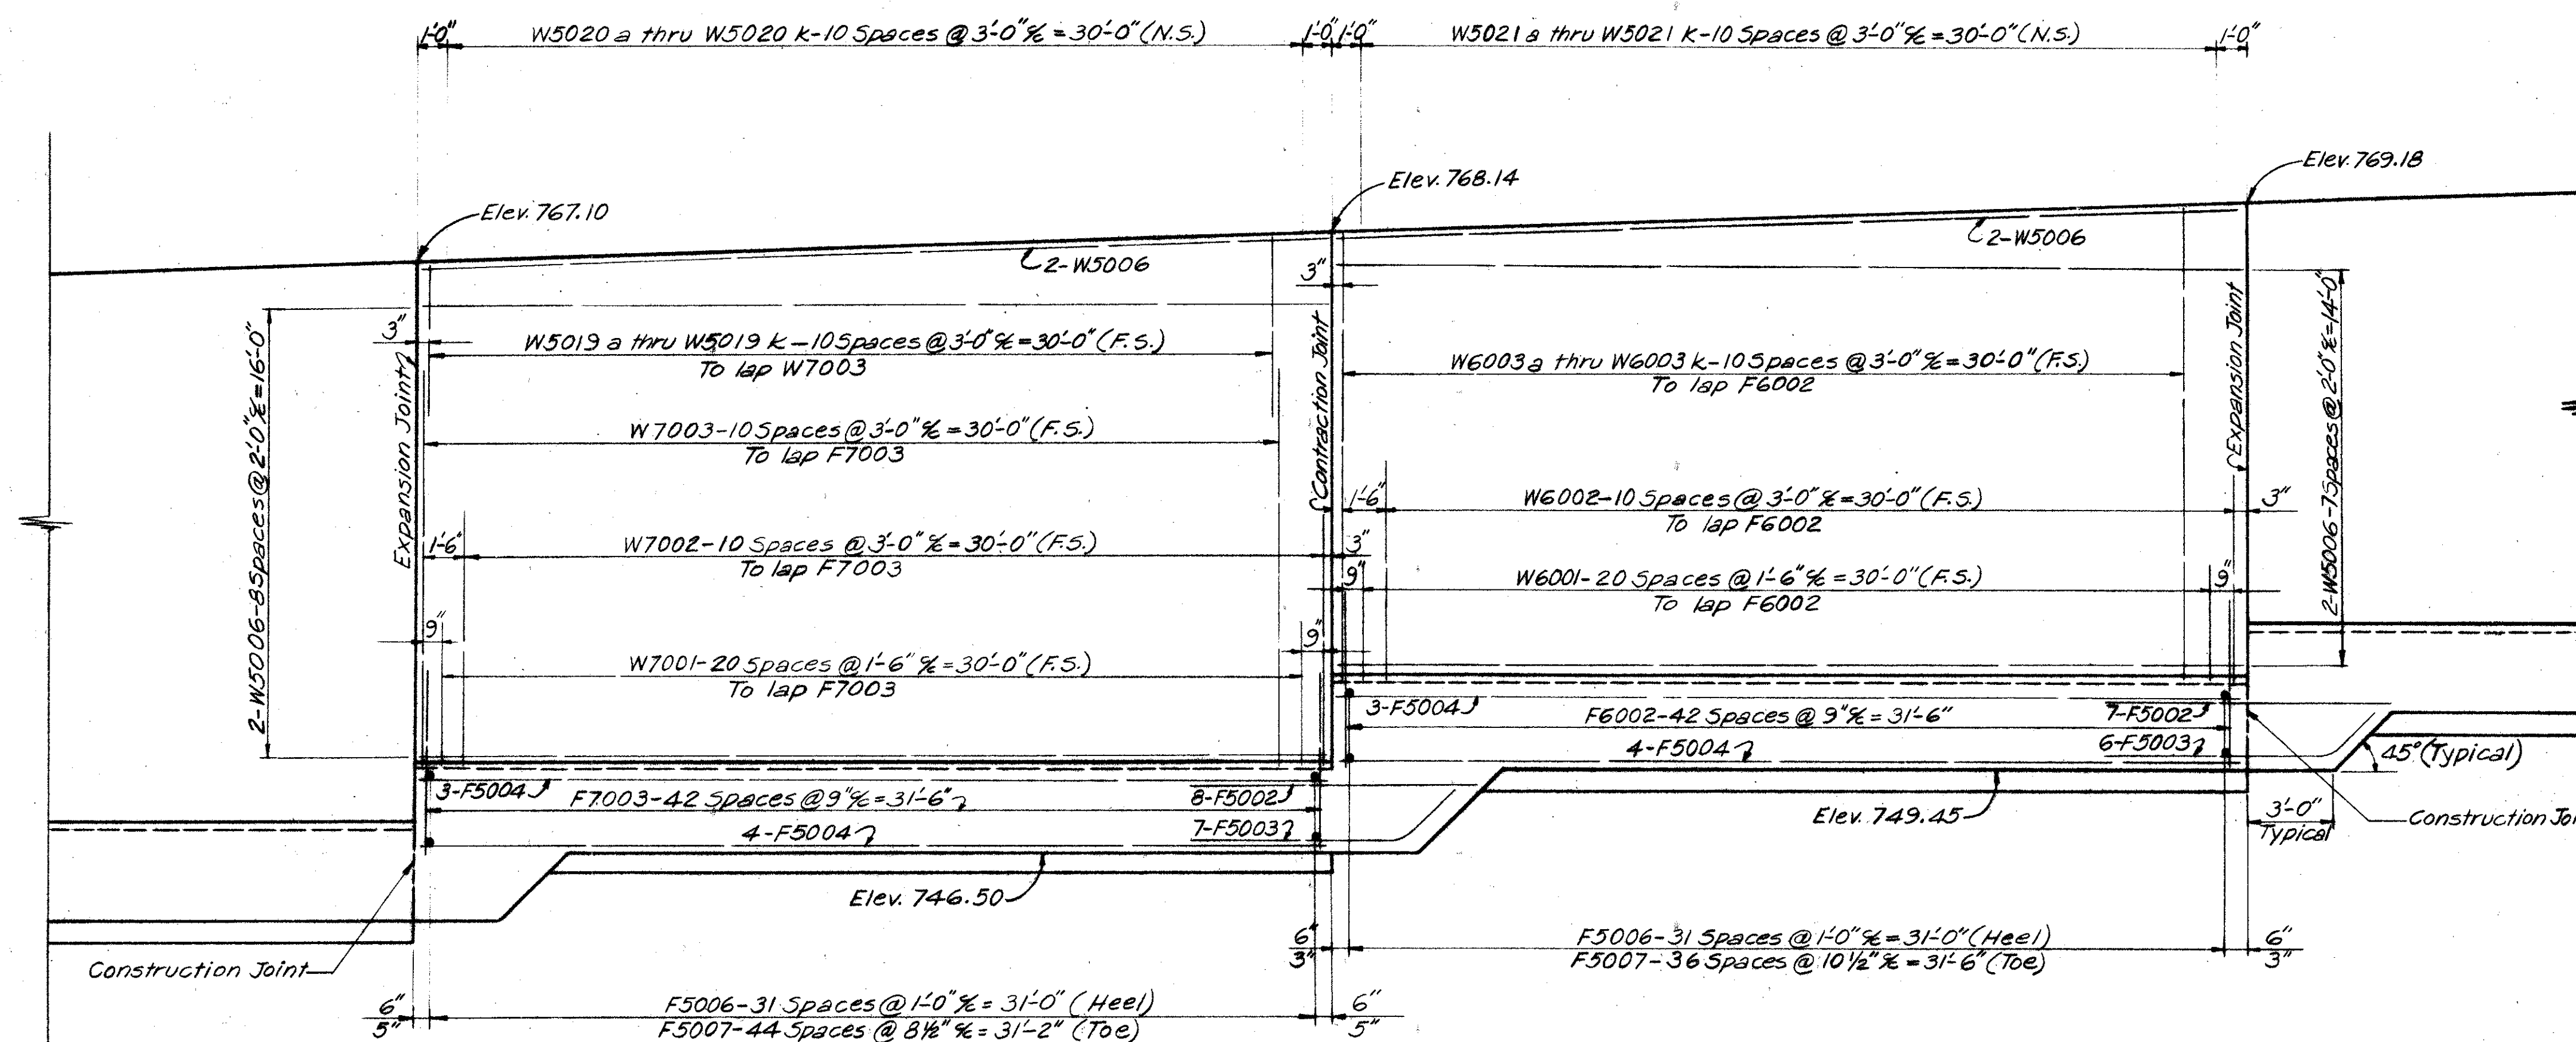 1'-0"
W5020 a thru W5020 k-10 Spaces @ 3'-0" ℄ = 30'-0" (N.S.)
1'-0"
1'-0"
W5021 a thru W5021 k-10 Spaces @ 3'-0" ℄ = 30'-0" (N.S.)
1'-0"
Elev. 767.10
Elev. 768.14
Elev. 769.18
2-W5006
2-W5006
2-W5006-8 Spaces @ 2'-0" ℄ = 16'-0"
Expansion Joint
3"
W5019 a thru W5019 k-10 Spaces @ 3'-0" ℄ = 30'-0" (F.S.)
To lap W7003
W7003-10 Spaces @ 3'-0" ℄ = 30'-0" (F.S.)
To lap F7003
1'-6"
W7002-10 Spaces @ 3'-0" ℄ = 30'-0" (F.S.)
To lap F7003
3"
9"
W7001-20 Spaces @ 1'-6" ℄ = 30'-0" (F.S.)
To lap F7003
9"
Contraction Joint
3"
W6003 a thru W6003 k-10 Spaces @ 3'-0" ℄ = 30'-0" (F.S.)
To lap F6002
1'-6"
W6002-10 Spaces @ 3'-0" ℄ = 30'-0" (F.S.)
To lap F6002
3"
9"
W6001-20 Spaces @ 1'-6" ℄ = 30'-0" (F.S.)
To lap F6002
9"
Expansion Joint
2-W5006-7 Spaces @ 2'-0" ℄ = 14'-0"
3-F5004
F6002-42 Spaces @ 9" ℄ = 31'-6"
7-F5002
4-F5004
6-F5003
45° (Typical)
3-F5004
F7003-42 Spaces @ 9" ℄ = 31'-6"
8-F5002
4-F5004
7-F5003
Elev. 749.45
3'-0"
Typical
Construction Joi
Elev. 746.50
Construction Joint
6"
3"
F5006-31 Spaces @ 1'-0" ℄ = 31'-0" (Heel)
F5007-36 Spaces @ 10 1/2" ℄ = 31'-6" (Toe)
6"
3"
6"
5"
F5006-31 Spaces @ 1'-0" ℄ = 31'-0" (Heel)
F5007-44 Spaces @ 8 1/2" ℄ = 31'-2" (Toe)
6"
5"